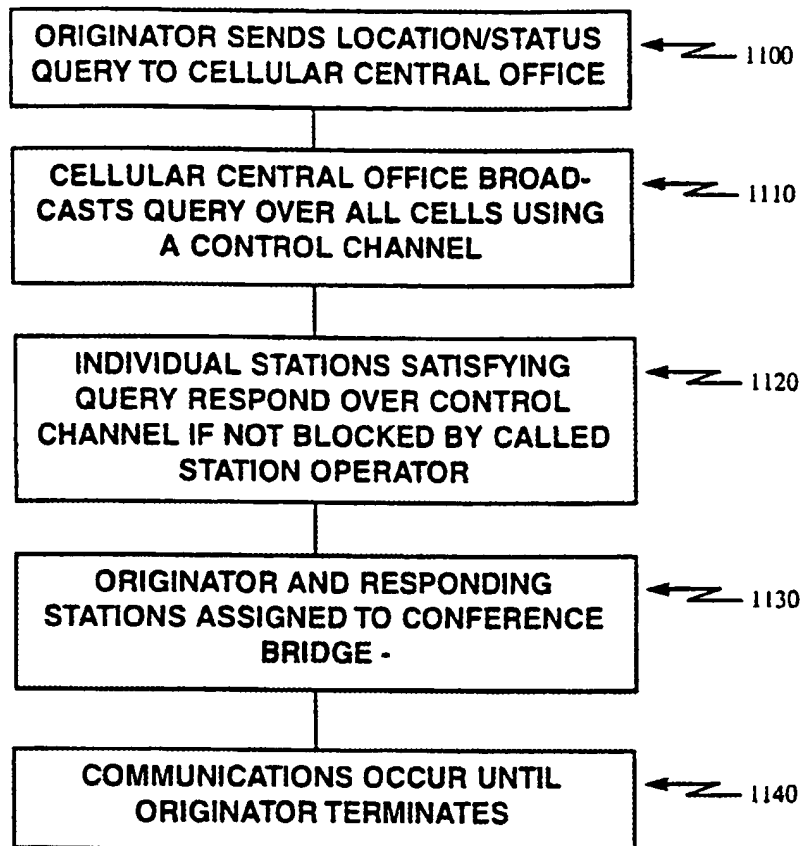 ORIGINATOR SENDS LOCATION/STATUS
QUERY TO CELLULAR CENTRAL OFFICE
1100
CELLULAR CENTRAL OFFICE BROAD-
CASTS QUERY OVER ALL CELLS USING
A CONTROL CHANNEL
1110
INDIVIDUAL STATIONS SATISFYING
QUERY RESPOND OVER CONTROL
CHANNEL IF NOT BLOCKED BY CALLED
STATION OPERATOR
1120
ORIGINATOR AND RESPONDING
STATIONS ASSIGNED TO CONFERENCE
BRIDGE -
1130
COMMUNICATIONS OCCUR UNTIL
ORIGINATOR TERMINATES
1140